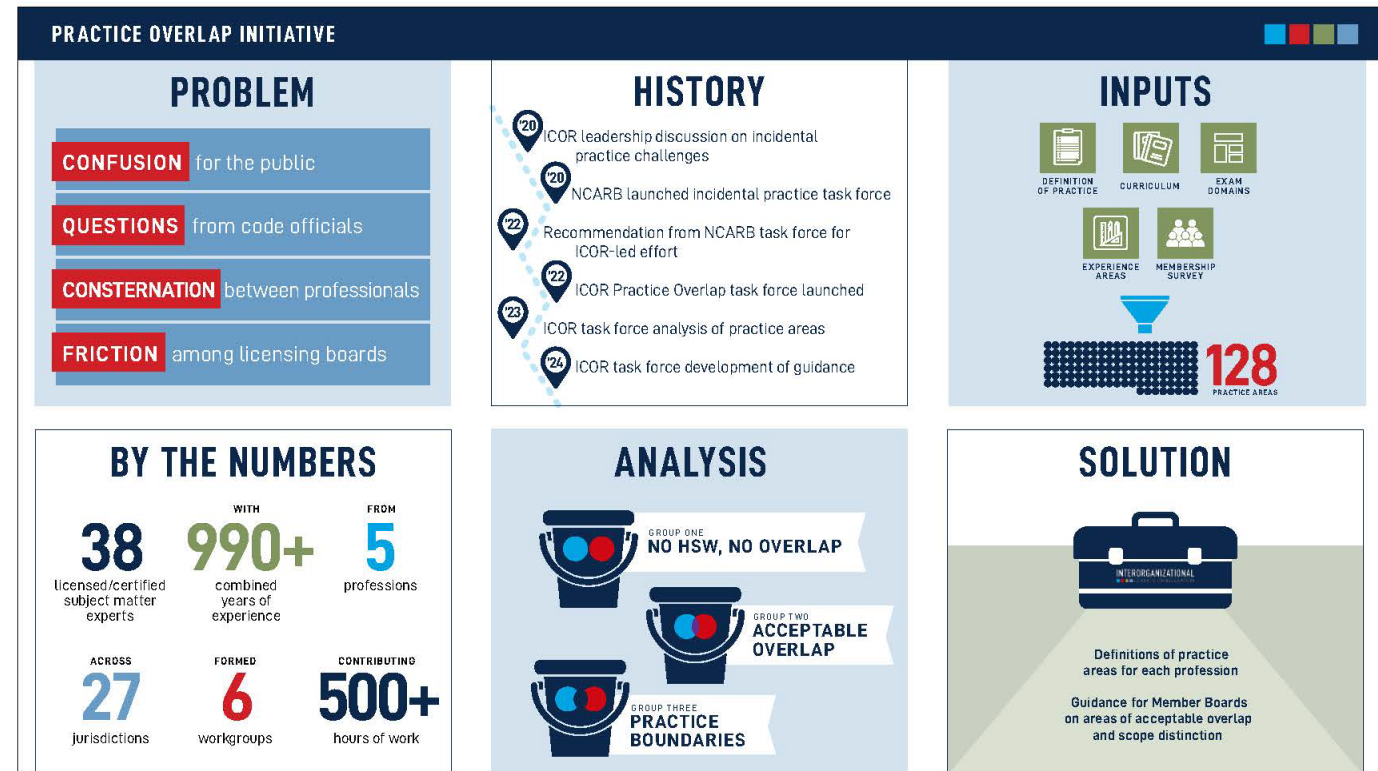 PRACTICE OVERLAP INITIATIVE
PROBLEM
CONFUSION for the public
QUESTIONS from code officials
CONSTERNATION between professionals
FRICTION among licensing boards
HISTORY
'20
ICOR leadership discussion on incidental
practice challenges
'20
NCARB launched incidental practice task force
'22
Recommendation from NCARB task force for
ICOR-led effort
'22
ICOR Practice Overlap task force launched
'23
ICOR task force analysis of practice areas
'24
ICOR task force development of guidance
INPUTS
DEFINITION
OF PRACTICE
CURRICULUM
EXAM
DOMAINS
EXPERIENCE
AREAS
MEMBERSHIP
SURVEY
128
PRACTICE AREAS
BY THE NUMBERS
38
licensed/certified
subject matter
experts
WITH
990+
combined
years of
experience
FROM
5
professions
ACROSS
27
jurisdictions
FORMED
6
workgroups
CONTRIBUTING
500+
hours of work
ANALYSIS
GROUP ONE
NO HSW, NO OVERLAP
GROUP TWO
ACCEPTABLE
OVERLAP
GROUP THREE
PRACTICE
BOUNDARIES
SOLUTION
INTERORGANIZATIONAL
Definitions of practice
areas for each profession
Guidance for Member Boards
on areas of acceptable overlap
and scope distinction